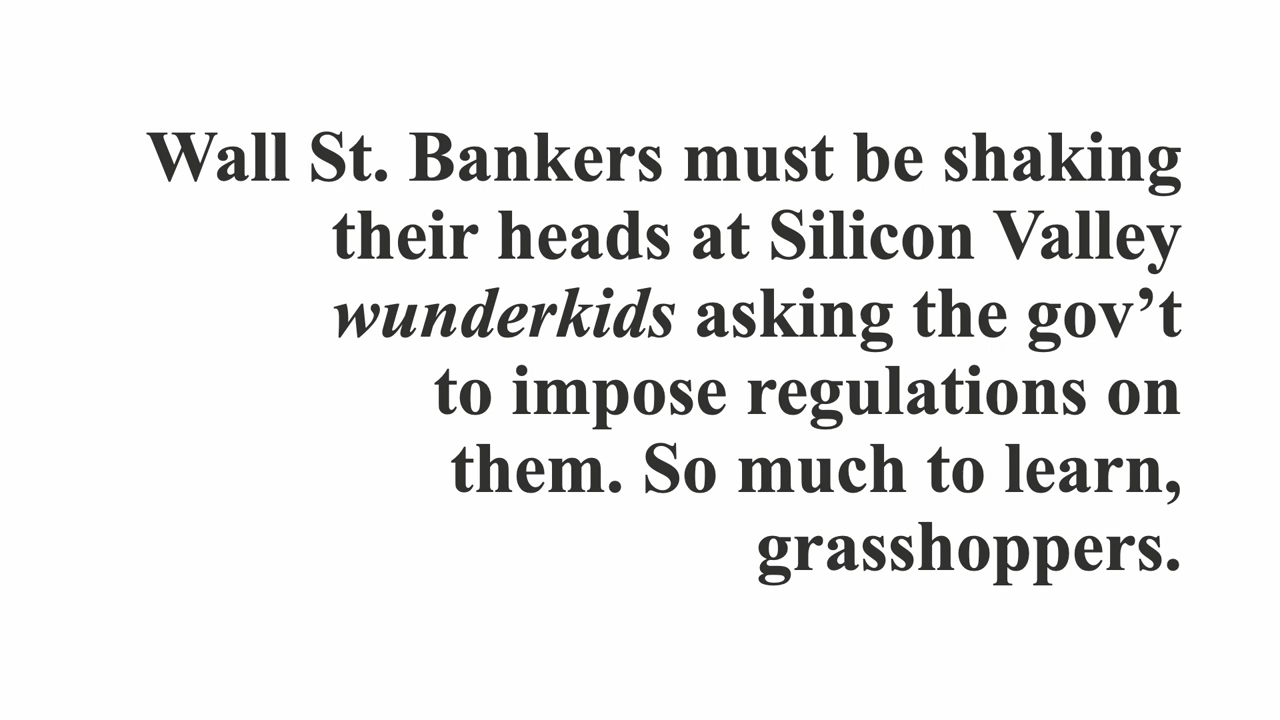 Wall St. Bankers must be shaking
their heads at Silicon Valley
wunderkids asking the gov’t
to impose regulations on
them. So much to learn,
grasshoppers.